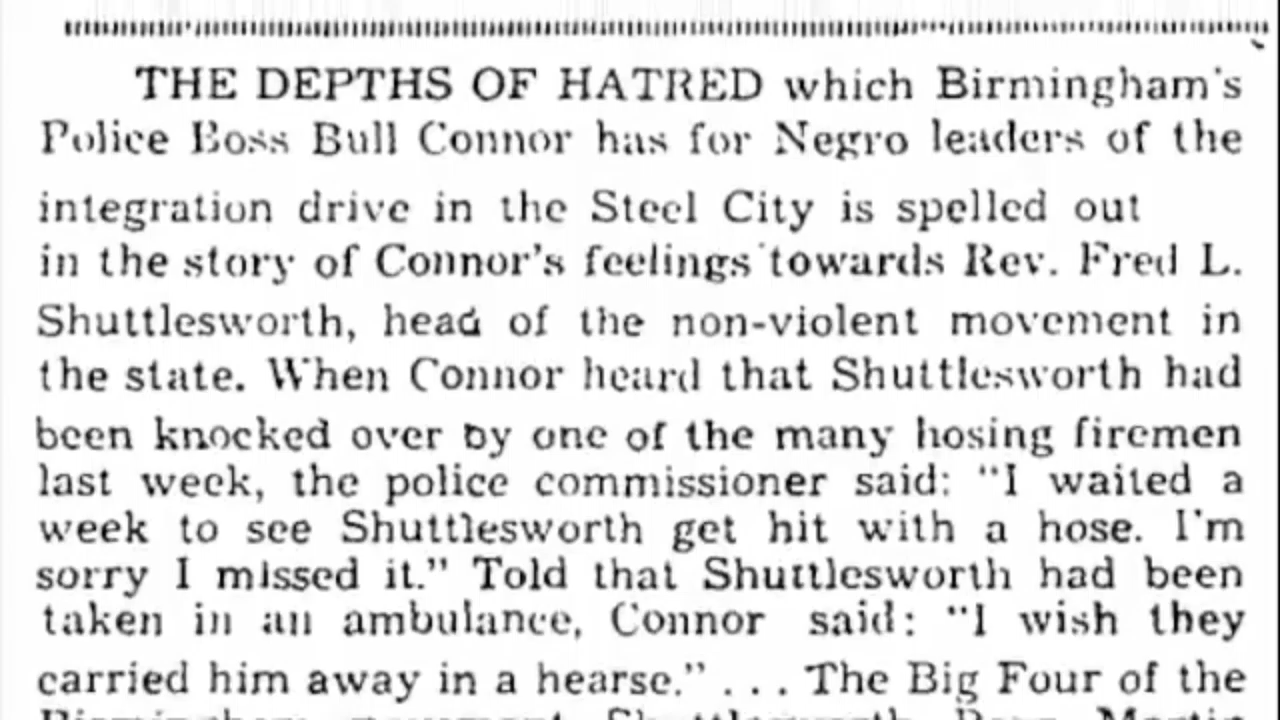 THE DEPTHS OF HATRED which Birmingham's
Police Boss Bull Connor has for Negro leaders of the
integration drive in the Steel City is spelled out
in the story of Connor's feelings towards Rev. Fred L.
Shuttlesworth, head of the non-violent movement in
the state. When Connor heard that Shuttlesworth had
been knocked over by one of the many hosing firemen
last week, the police commissioner said: "I waited a
week to see Shuttlesworth get hit with a hose. I'm
sorry I missed it." Told that Shuttlesworth had been
taken in an ambulance, Connor said: "I wish they
carried him away in a hearse." . . . The Big Four of the
Birmingham movement, Shuttlesworth, Revs. Martin